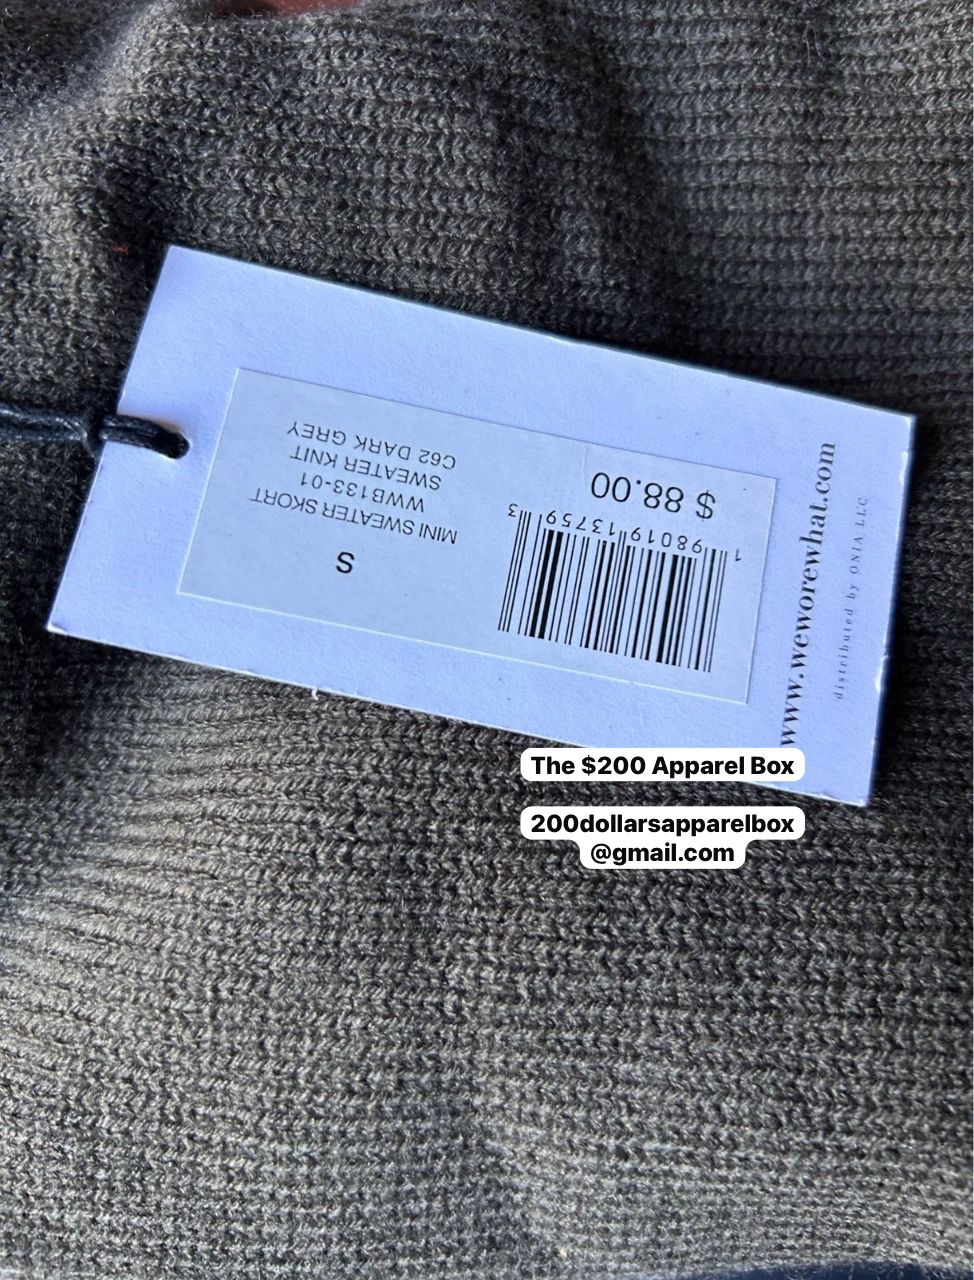 S
MINI SWEATER SKORT
WWB133-01
SWEATER KNIT
C62 DARK GREY
1 98019 13759 3
$ 88.00
www.weworewhat.com
distributed by ONIA LLC
The $200 Apparel Box
200dollarsapparelbox
@gmail.com